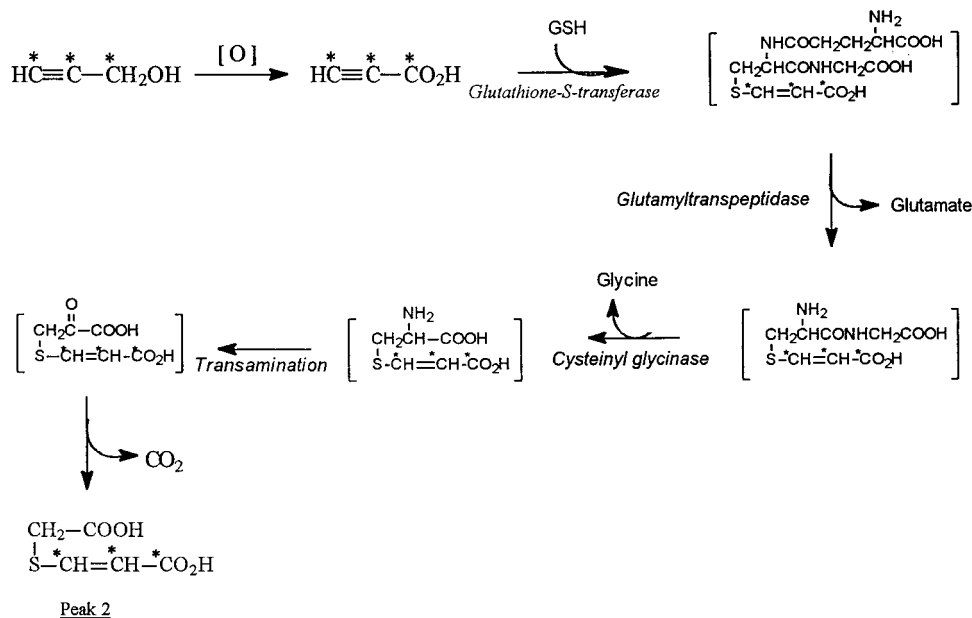 HC≡C–CH₂OH
[O]
HC≡C–CO₂H
GSH
Glutathione-S-transferase
NH₂
NHCOCH₂CH₂CHCOOH
CH₂CHCONHCH₂COOH
S–CH=CH–CO₂H
Glutamyltranspeptidase
Glutamate
NH₂
CH₂CHCONHCH₂COOH
S–CH=CH–CO₂H
Glycine
Cysteinyl glycinase
NH₂
CH₂CH–COOH
S–CH=CH–CO₂H
Transamination
O
CH₂C–COOH
S–CH=CH–CO₂H
CO₂
CH₂–COOH
S–CH=CH–CO₂H
Peak 2